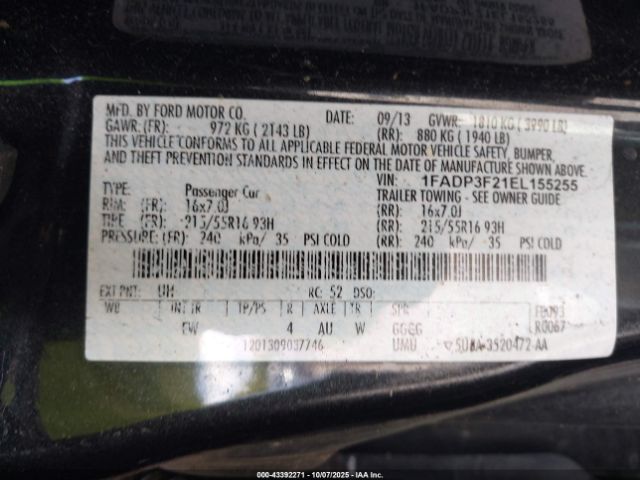 MFD. BY FORD MOTOR CO. DATE: 09/13 GVWR: 1810 KG ( 3990 LB)
GAWR: (FR): 972 KG ( 2143 LB) (RR): 880 KG ( 1940 LB)
THIS VEHICLE CONFORMS TO ALL APPLICABLE FEDERAL MOTOR VEHICLE SAFETY, BUMPER,
AND THEFT PREVENTION STANDARDS IN EFFECT ON THE DATE OF MANUFACTURE SHOWN ABOVE.
VIN: 1FADP3F21EL155255
TYPE: Passenger Car TRAILER TOWING - SEE OWNER GUIDE
RIM: (FR): 16x7.0J (RR): 16x7.0J
TIRE (FR): 215/55R16 93H (RR): 215/55R16 93H
PRESSURE: (FR): 240 kPa/ 35 PSI COLD (RR): 240 kPa/ 35 PSI COLD
EXT PNT: UH RC: 52 DSO:
WB INT TR TP/PS R AXLE TR SPR F0093
EW 4 AU W GGGG R0067
1201309037746 UMU
00-43392271 - 10/07/2025 - Copyright IAA, Inc.